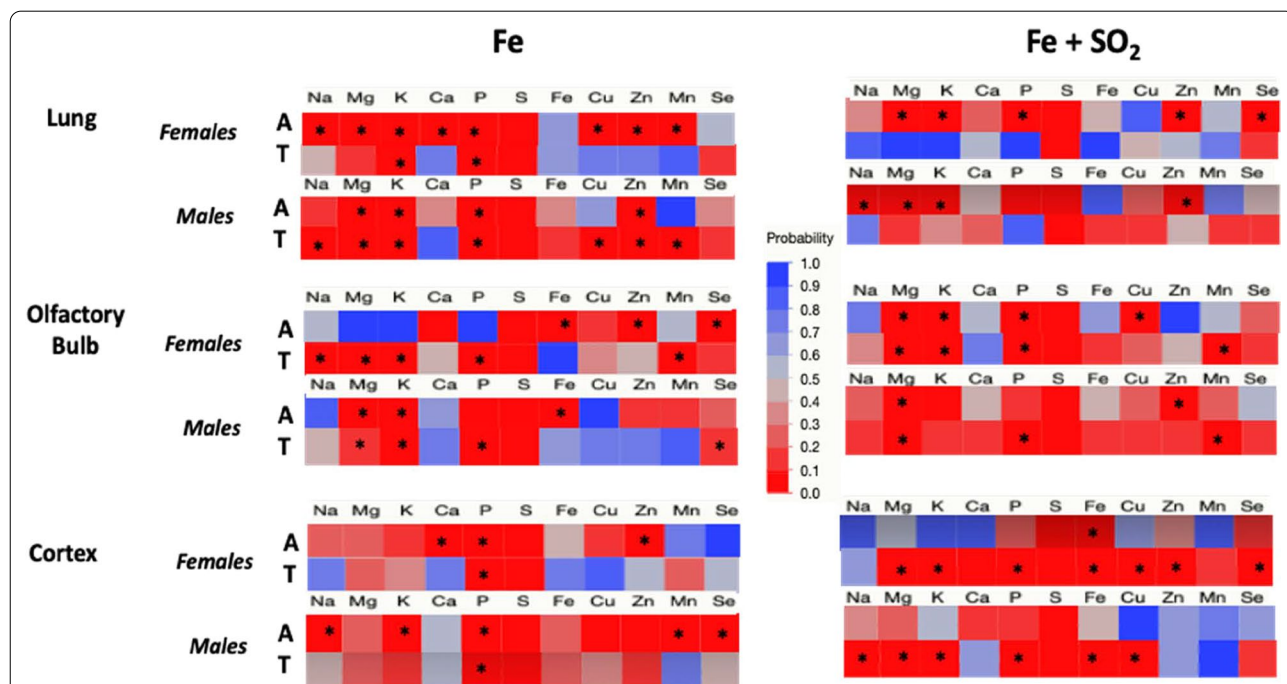 Fe
Fe + SO₂
Na Mg K Ca P S Fe Cu Zn Mn Se
Na Mg K Ca P S Fe Cu Zn Mn Se
Lung
Females
A * * * * * * * *
* * * * *
T * *
Na Mg K Ca P S Fe Cu Zn Mn Se
Na Mg K Ca P S Fe Cu Zn Mn Se
Males
A * * * *
* * * *
T * * * * * * *
Probability
1.0
0.9
0.8
0.7
0.6
0.5
0.4
0.3
0.2
0.1
0.0
Na Mg K Ca P S Fe Cu Zn Mn Se
Na Mg K Ca P S Fe Cu Zn Mn Se
Olfactory
Bulb
Females
A * * *
* * * *
T * * * * *
* * * *
Na Mg K Ca P S Fe Cu Zn Mn Se
Na Mg K Ca P S Fe Cu Zn Mn Se
Males
A * * *
* *
T * * * *
* * *
Na Mg K Ca P S Fe Cu Zn Mn Se
Na Mg K Ca P S Fe Cu Zn Mn Se
Cortex
Females
A * * *
*
T *
* * * * * * *
Na Mg K Ca P S Fe Cu Zn Mn Se
Na Mg K Ca P S Fe Cu Zn Mn Se
Males
A * * * * *
T *
* * * * * *